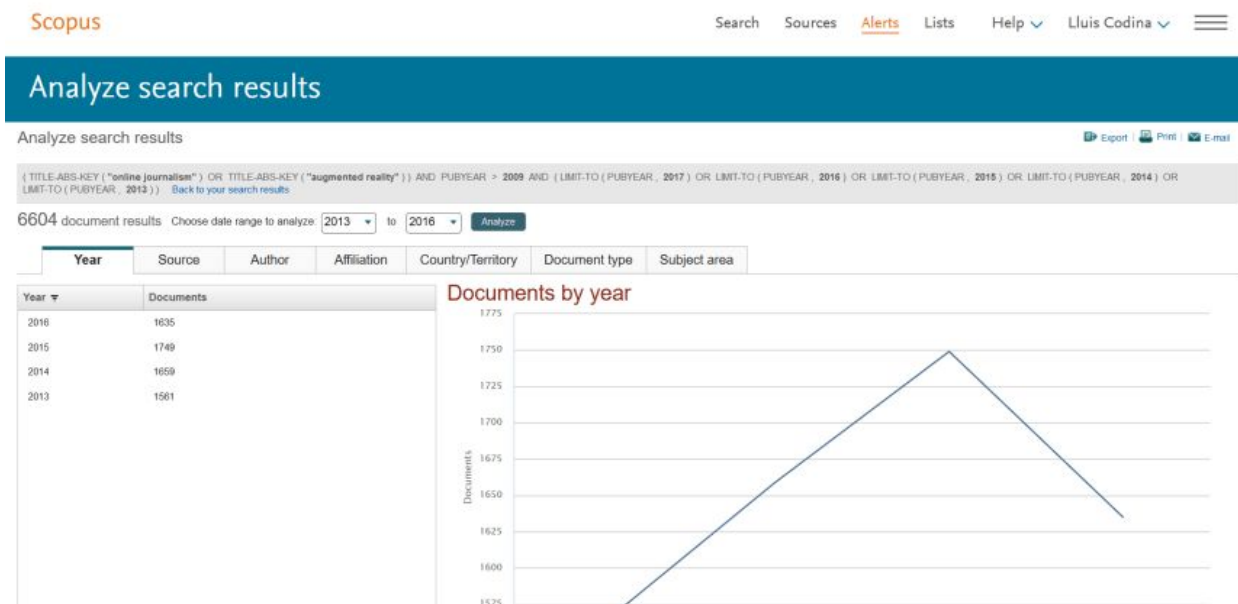 Scopus
Search Sources Alerts Lists Help Lluis Codina
Analyze search results
Analyze search results
Export Print E-mail
( TITLE-ABS-KEY ( "online journalism" ) OR TITLE-ABS-KEY ( "augmented reality" ) ) AND PUBYEAR > 2009 AND ( LIMIT-TO ( PUBYEAR , 2017 ) OR LIMIT-TO ( PUBYEAR , 2016 ) OR LIMIT-TO ( PUBYEAR , 2015 ) OR LIMIT-TO ( PUBYEAR , 2014 ) OR
LIMIT-TO ( PUBYEAR , 2013 ) ) Back to your search results
6604 document results Choose date range to analyze: 2013 to 2016 Analyze
Year Source Author Affiliation Country/Territory Document type Subject area
Year Documents
2016 1635
2015 1749
2014 1659
2013 1561
Documents by year
1775
1750
1725
1700
1675
1650
1625
1600
1575
Documents